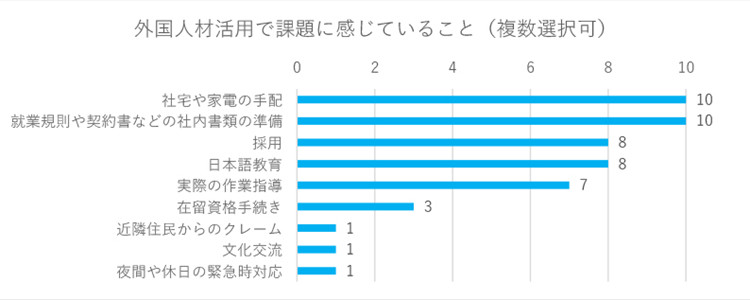 外国人材活用で課題に感じていること（複数選択可）
0 2 4 6 8 10
社宅や家電の手配 10
就業規則や契約書などの社内書類の準備 10
採用 8
日本語教育 8
実際の作業指導 7
在留資格手続き 3
近隣住民からのクレーム 1
文化交流 1
夜間や休日の緊急時対応 1